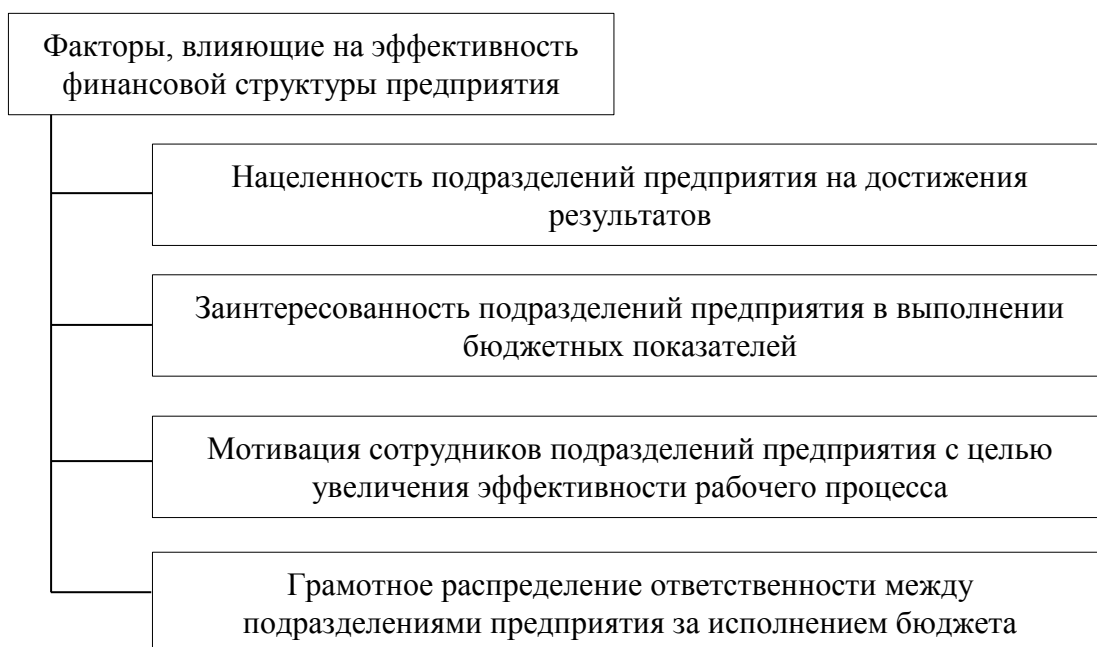 Факторы, влияющие на эффективность
финансовой структуры предприятия
Нацеленность подразделений предприятия на достижения
результатов
Заинтересованность подразделений предприятия в выполнении
бюджетных показателей
Мотивация сотрудников подразделений предприятия с целью
увеличения эффективности рабочего процесса
Грамотное распределение ответственности между
подразделениями предприятия за исполнением бюджета